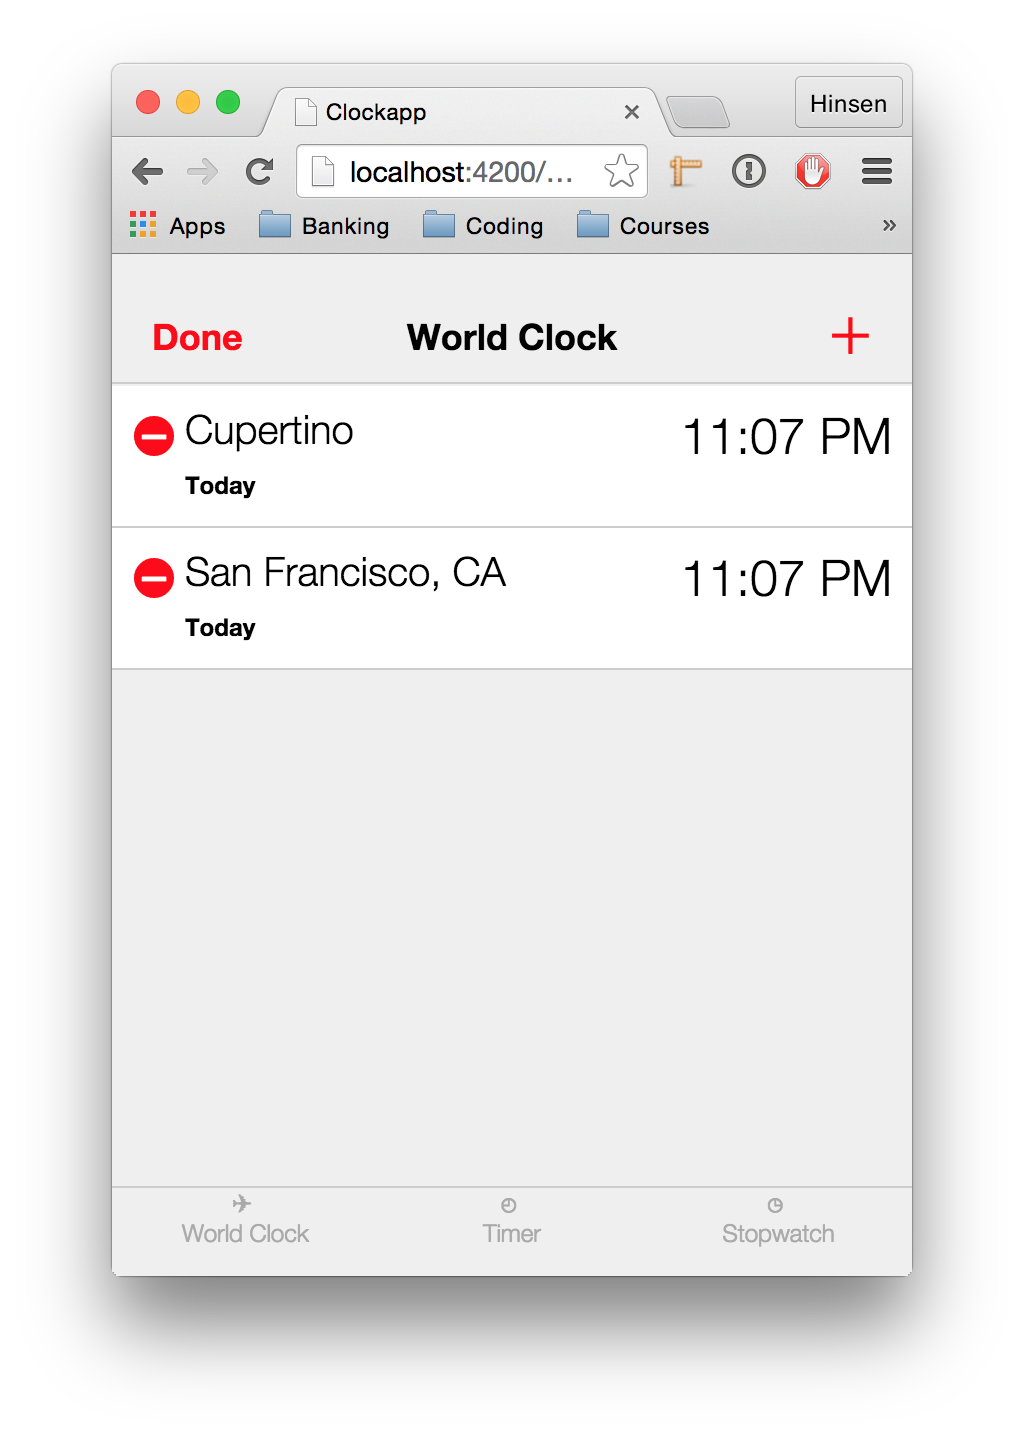 Clockapp
Hinsen
localhost:4200/...
Apps Banking Coding Courses »
Done World Clock +
Cupertino 11:07 PM
Today
San Francisco, CA 11:07 PM
Today
World Clock Timer Stopwatch